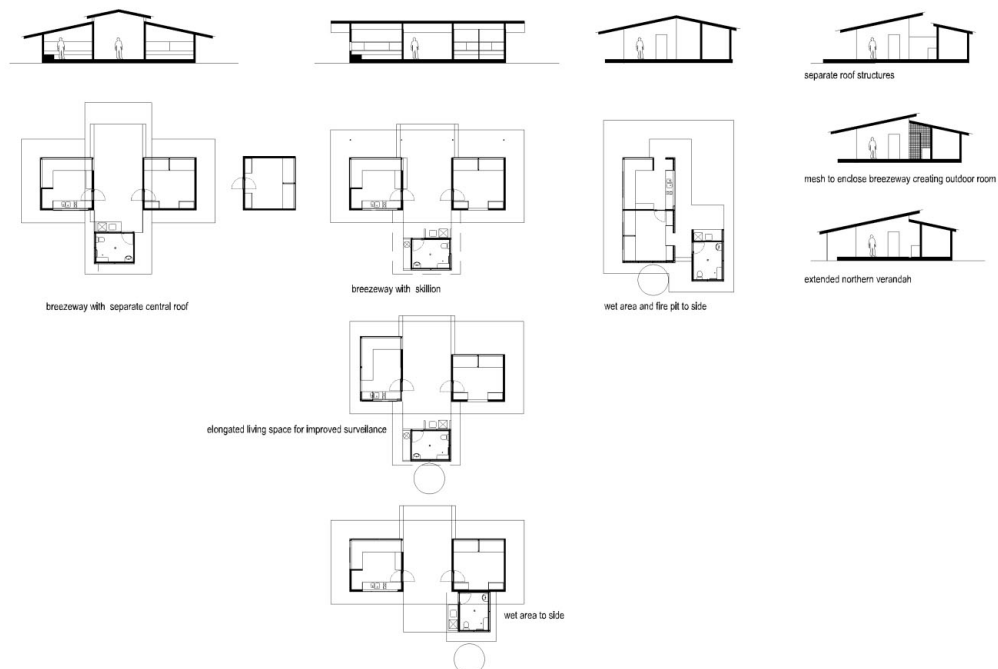 separate roof structures
mesh to enclose breezeway creating outdoor room
extended northern verandah
breezeway with separate central roof
breezeway with skillion
wet area and fire pit to side
elongated living space for improved surveilance
wet area to side